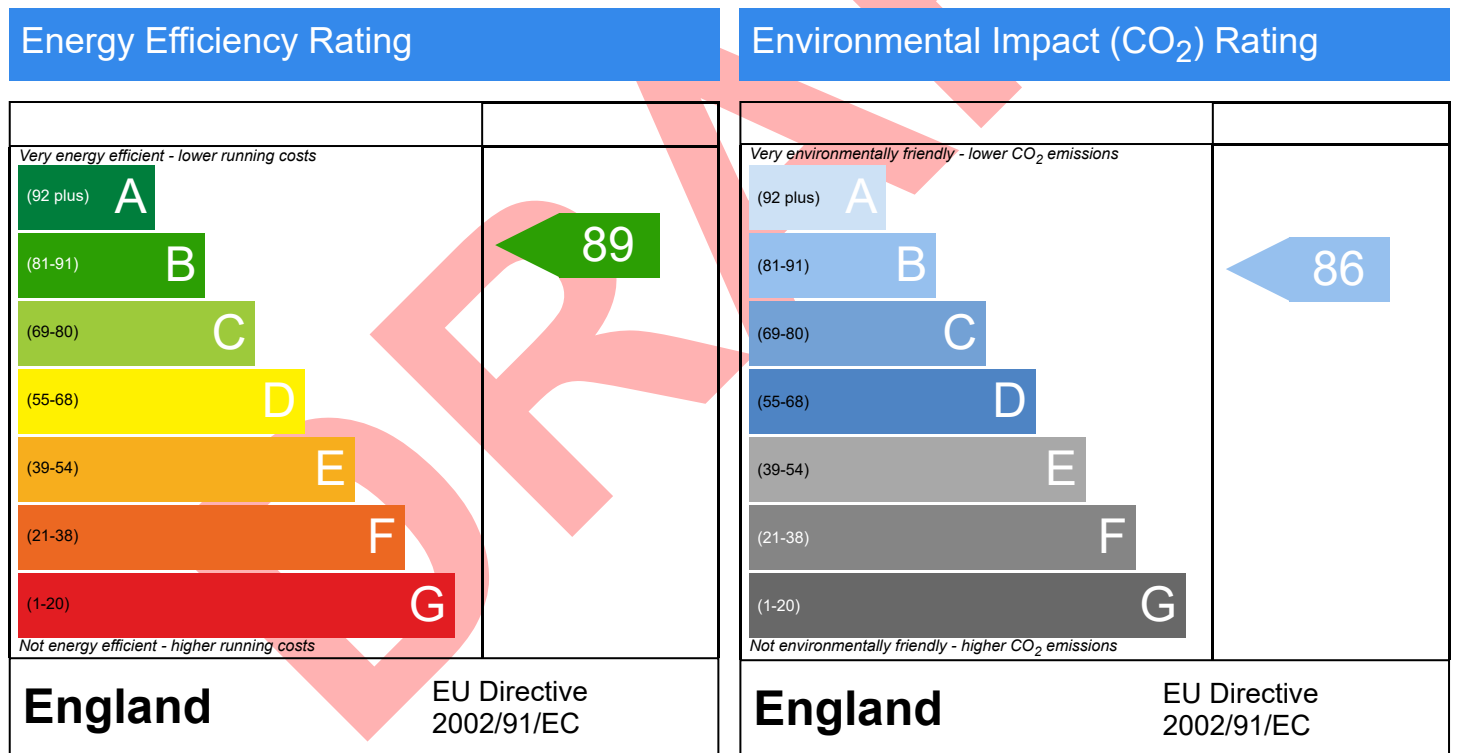 Energy Efficiency Rating
Very energy efficient - lower running costs
(92 plus) A
(81-91) B
(69-80) C
(55-68) D
(39-54) E
(21-38) F
(1-20) G
Not energy efficient - higher running costs
89
England
EU Directive
2002/91/EC
Environmental Impact (CO2) Rating
Very environmentally friendly - lower CO2 emissions
(92 plus) A
(81-91) B
(69-80) C
(55-68) D
(39-54) E
(21-38) F
(1-20) G
Not environmentally friendly - higher CO2 emissions
86
England
EU Directive
2002/91/EC
DRA